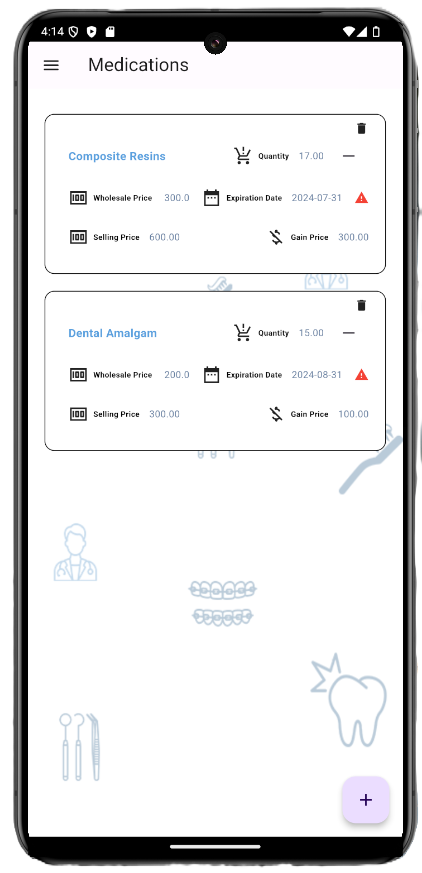 4:14
Medications
Composite Resins Quantity 17.00
Wholesale Price 300.0 Expiration Date 2024-07-31
Selling Price 600.00 Gain Price 300.00
Dental Amalgam Quantity 15.00
Wholesale Price 200.0 Expiration Date 2024-08-31
Selling Price 300.00 Gain Price 100.00